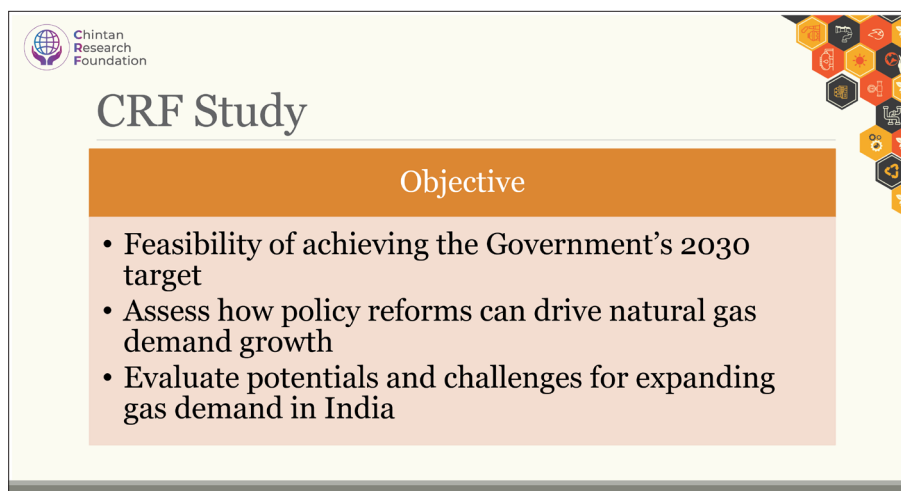 Chintan
Research
Foundation
CRF Study
Objective
• Feasibility of achieving the Government's 2030
target
• Assess how policy reforms can drive natural gas
demand growth
• Evaluate potentials and challenges for expanding
gas demand in India